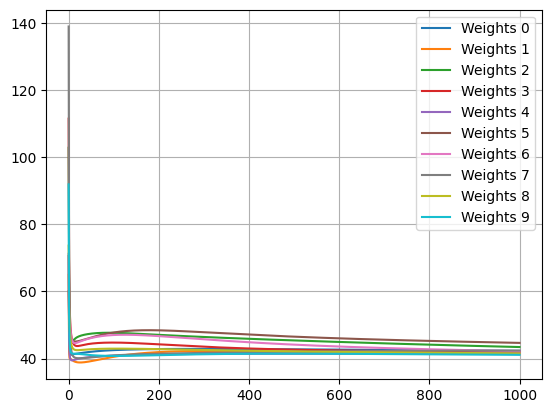 140
120
100
80
60
40
0
200
400
600
800
1000
Weights 0
Weights 1
Weights 2
Weights 3
Weights 4
Weights 5
Weights 6
Weights 7
Weights 8
Weights 9